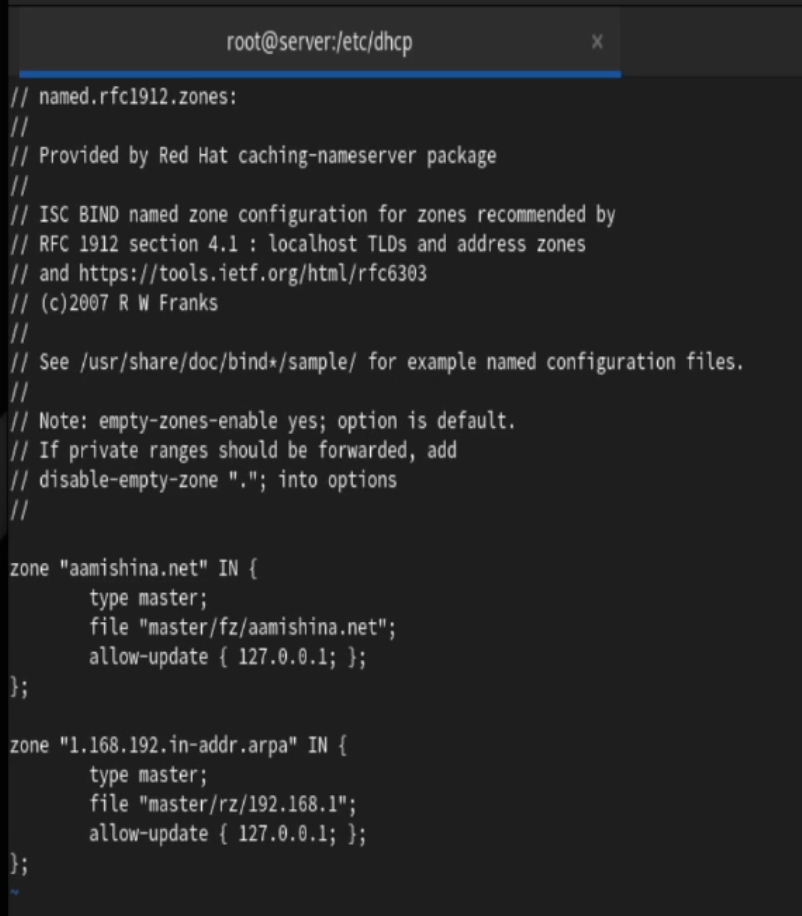 root@server:/etc/dhcp ×
// named.rfc1912.zones:
//
// Provided by Red Hat caching-nameserver package
//
// ISC BIND named zone configuration for zones recommended by
// RFC 1912 section 4.1 : localhost TLDs and address zones
// and https://tools.ietf.org/html/rfc6303
// (c)2007 R W Franks
//
// See /usr/share/doc/bind*/sample/ for example named configuration files.
//
// Note: empty-zones-enable yes; option is default.
// If private ranges should be forwarded, add
// disable-empty-zone "."; into options
//
zone "aamishina.net" IN {
        type master;
        file "master/fz/aamishina.net";
        allow-update { 127.0.0.1; };
};
zone "1.168.192.in-addr.arpa" IN {
        type master;
        file "master/rz/192.168.1";
        allow-update { 127.0.0.1; };
};
~